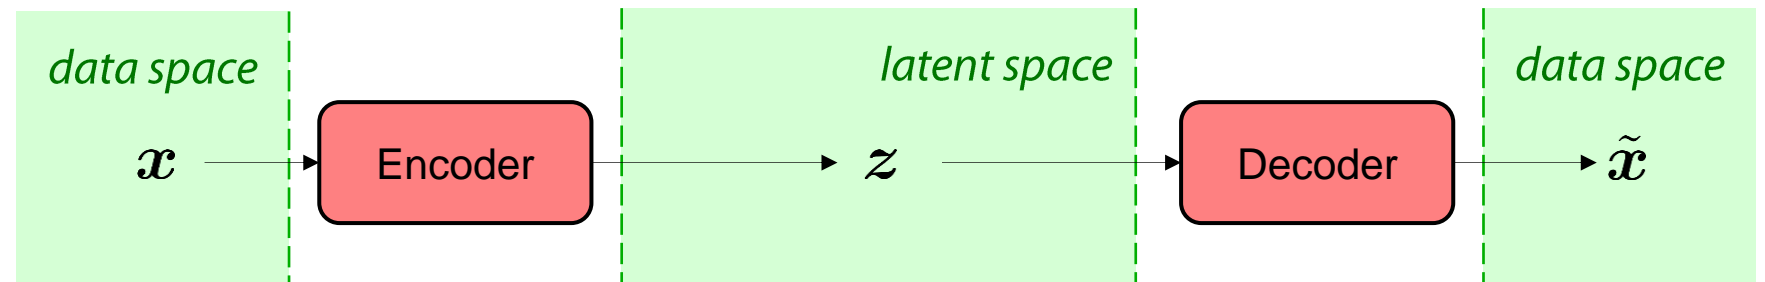 data space
latent space
data space
x
Encoder
z
Decoder
x̃